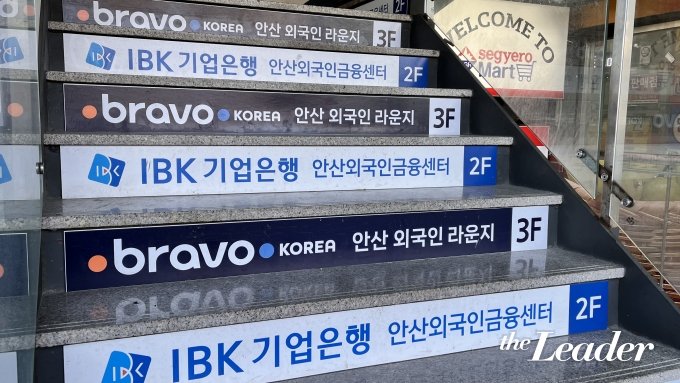 bravo KOREA 안산 외국인 라운지 3F
IBK 기업은행 안산외국인금융센터 2F
bravo KOREA 안산 외국인 라운지 3F
IBK 기업은행 안산외국인금융센터 2F
bravo KOREA 안산 외국인 라운지 3F
IBK 기업은행 안산외국인금융센터 2F
WELCOME TO
segyero
Mart
the Leader